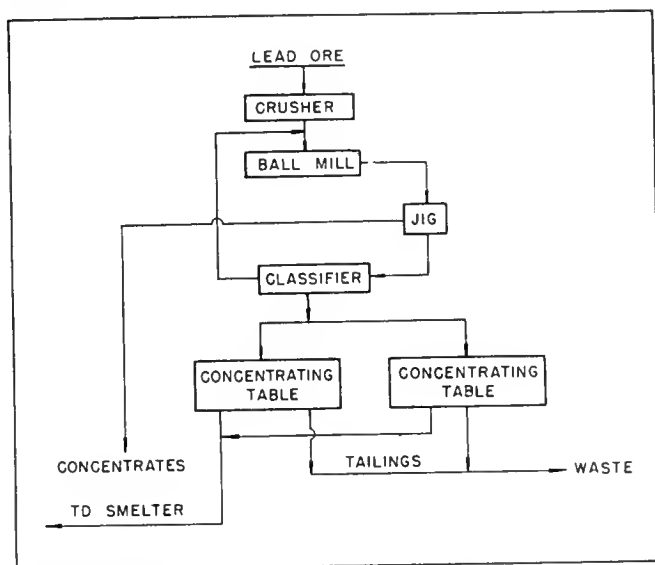 LEAD ORE
CRUSHER
BALL MILL
JIG
CLASSIFIER
CONCENTRATING
TABLE
CONCENTRATING
TABLE
CONCENTRATES
TAILINGS
WASTE
TD SMELTER